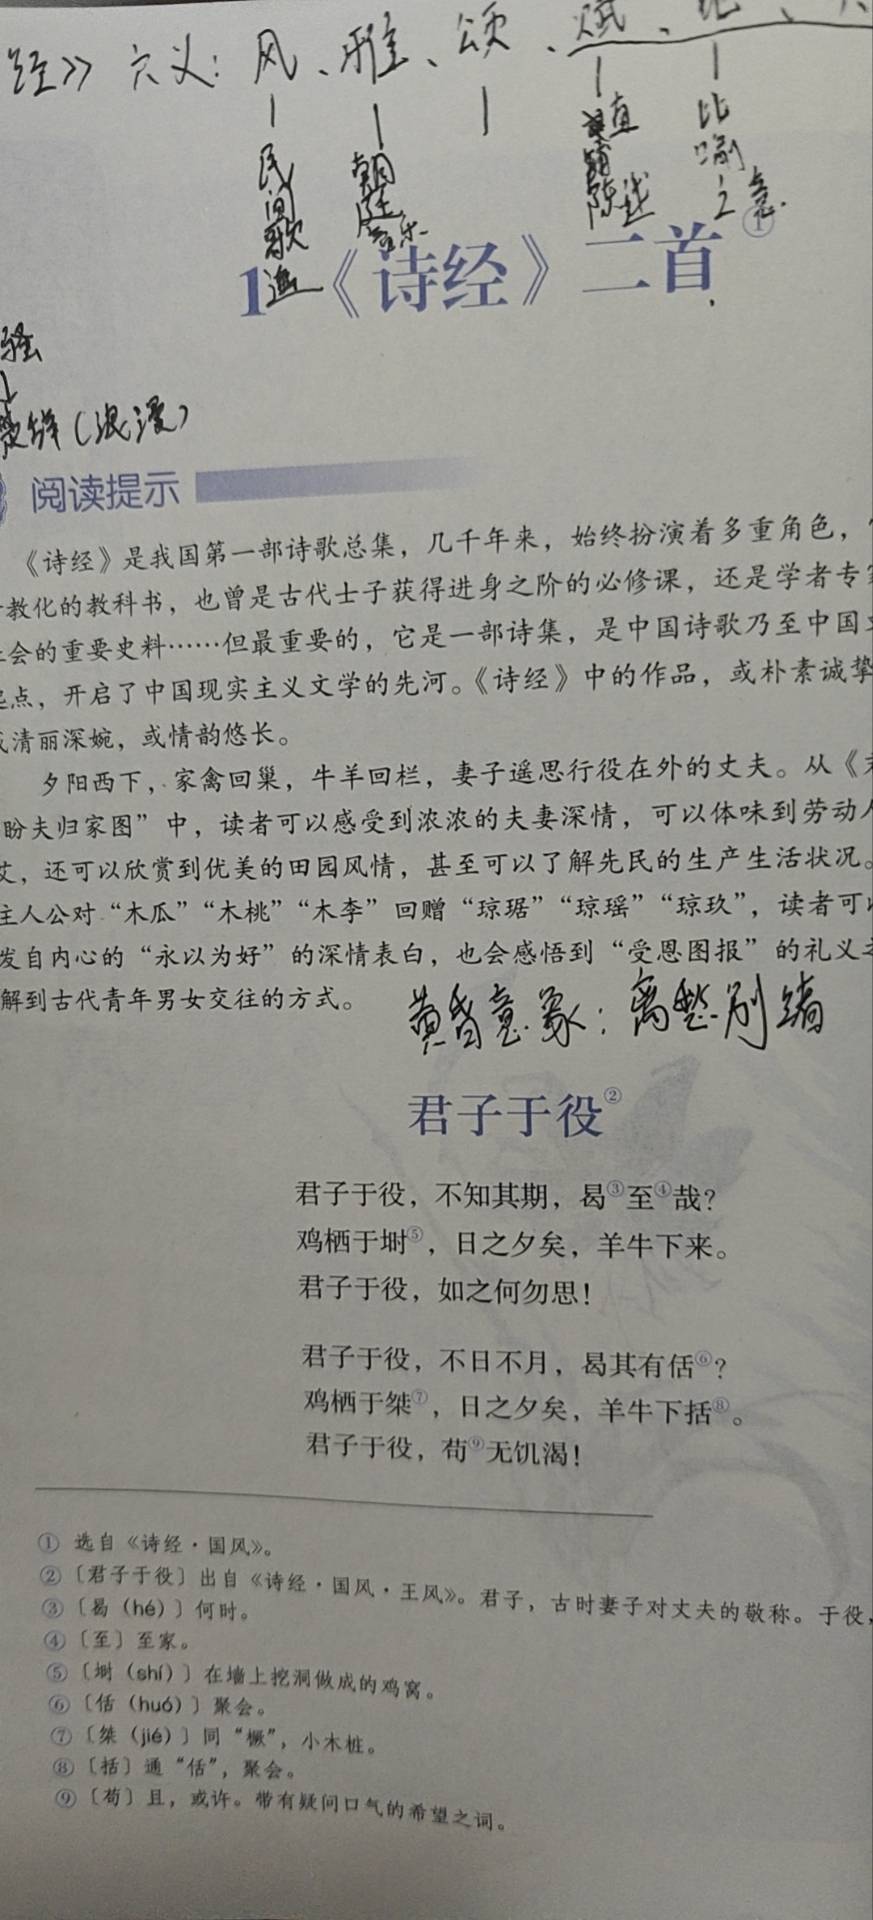 经》六义：风、雅、颂、赋、比、
民间歌谣
朝廷音乐
直
陈述
比喻之意
1 《诗经》二首①
骚
(浪漫)
阅读提示
《诗经》是我国第一部诗歌总集，几千年来，始终扮演着多重角色，
教化的教科书，也曾是古代士子获得进身之阶的必修课，还是学者专
会的重要史料……但最重要的，它是一部诗集，是中国诗歌乃至中国
点，开启了中国现实主义文学的先河。《诗经》中的作品，或朴素诚挚
清丽深婉，或情韵悠长。
夕阳西下，家禽回巢，牛羊回栏，妻子遥思行役在外的丈夫。从《
盼夫归家图”中，读者可以感受到浓浓的夫妻深情，可以体味到劳动
艾，还可以欣赏到优美的田园风情，甚至可以了解先民的生产生活状况。
主人公对“木瓜”“木桃”“木李”回赠“琼琚”“琼瑶”“琼玖”，读者可
发自内心的“永以为好”的深情表白，也会感悟到“受恩图报”的礼义
解到古代青年男女交往的方式。
黄昏意象：离愁别绪
君子于役②
君子于役，不知其期，曷③至④哉？
鸡栖于埘⑤，日之夕矣，羊牛下来。
君子于役，如之何勿思！
君子于役，不日不月，曷其有佸⑥？
鸡栖于桀⑦，日之夕矣，羊牛下括⑧。
君子于役，苟⑨无饥渴！
① 选自《诗经·国风》。
②〔君子于役〕出自《诗经·国风·王风》。君子，古时妻子对丈夫的敬称。于役，
③〔曷（hé）〕何时。
④〔至〕至家。
⑤〔埘（shí）〕在墙上挖洞做成的鸡窝。
⑥〔佸（huó）〕聚会。
⑦〔桀（jié）〕同“橛”，小木桩。
⑧〔括〕通“佸”，聚会。
⑨〔苟〕且，或许。带有疑问口气的希望之词。